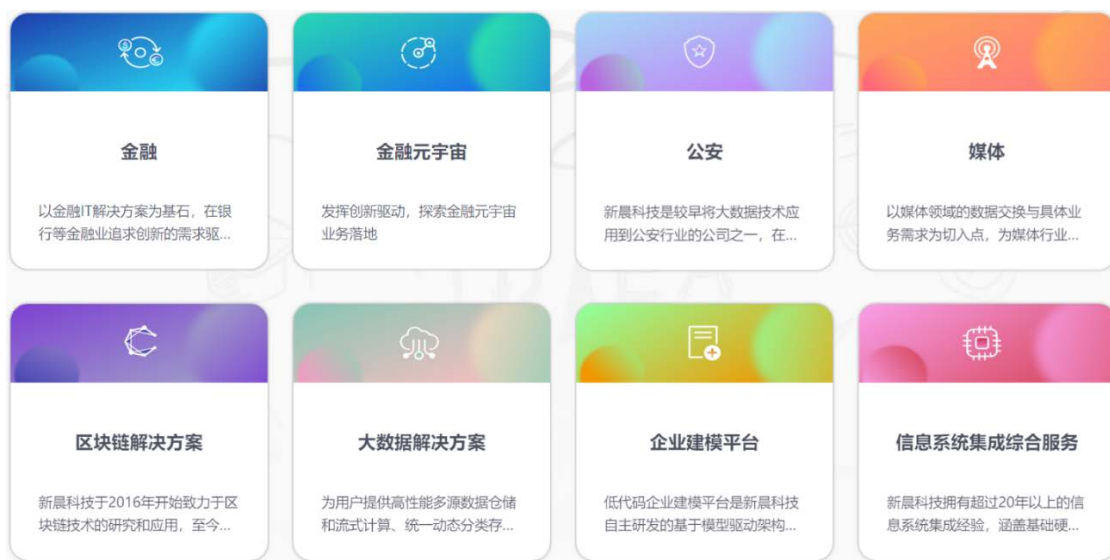 金融
以金融IT解决方案为基石，在银
行等金融业追求创新的需求驱...
金融元宇宙
发挥创新驱动，探索金融元宇宙
业务落地
公安
新晨科技是较早将大数据技术应
用到公安行业的公司之一，在...
媒体
以媒体领域的数据交换与具体业
务需求为切入点，为媒体行业...
区块链解决方案
新晨科技于2016年开始致力于区
块链技术的研究和应用，至今...
大数据解决方案
为用户提供高性能多源数据仓储
和流式计算、统一动态分类存...
企业建模平台
低代码企业建模平台是新晨科技
自主研发的基于模型驱动架构...
信息系统集成综合服务
新晨科技拥有超过20年以上的信
息系统集成经验，涵盖基础硬...